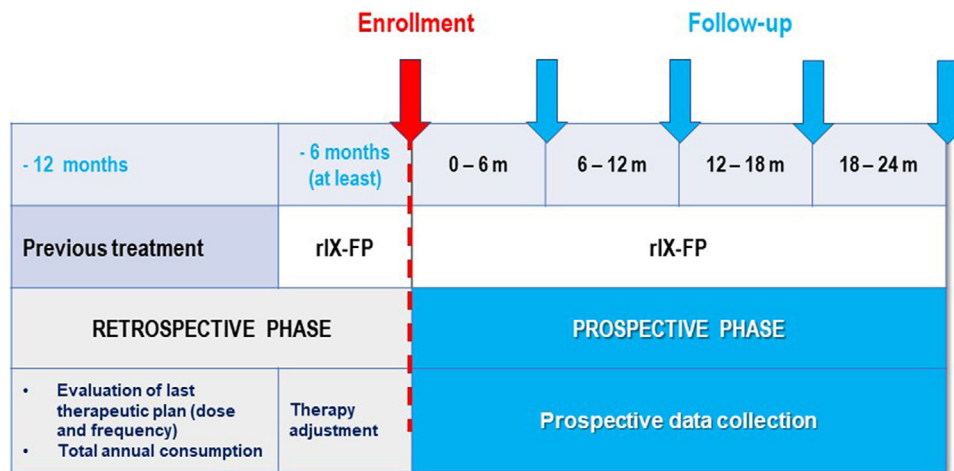 Enrollment
Follow-up
- 12 months
- 6 months
(at least)
0 – 6 m
6 – 12 m
12 – 18 m
18 – 24 m
Previous treatment
rIX-FP
rIX-FP
RETROSPECTIVE PHASE
PROSPECTIVE PHASE
• Evaluation of last
therapeutic plan (dose
and frequency)
• Total annual consumption
Therapy
adjustment
Prospective data collection